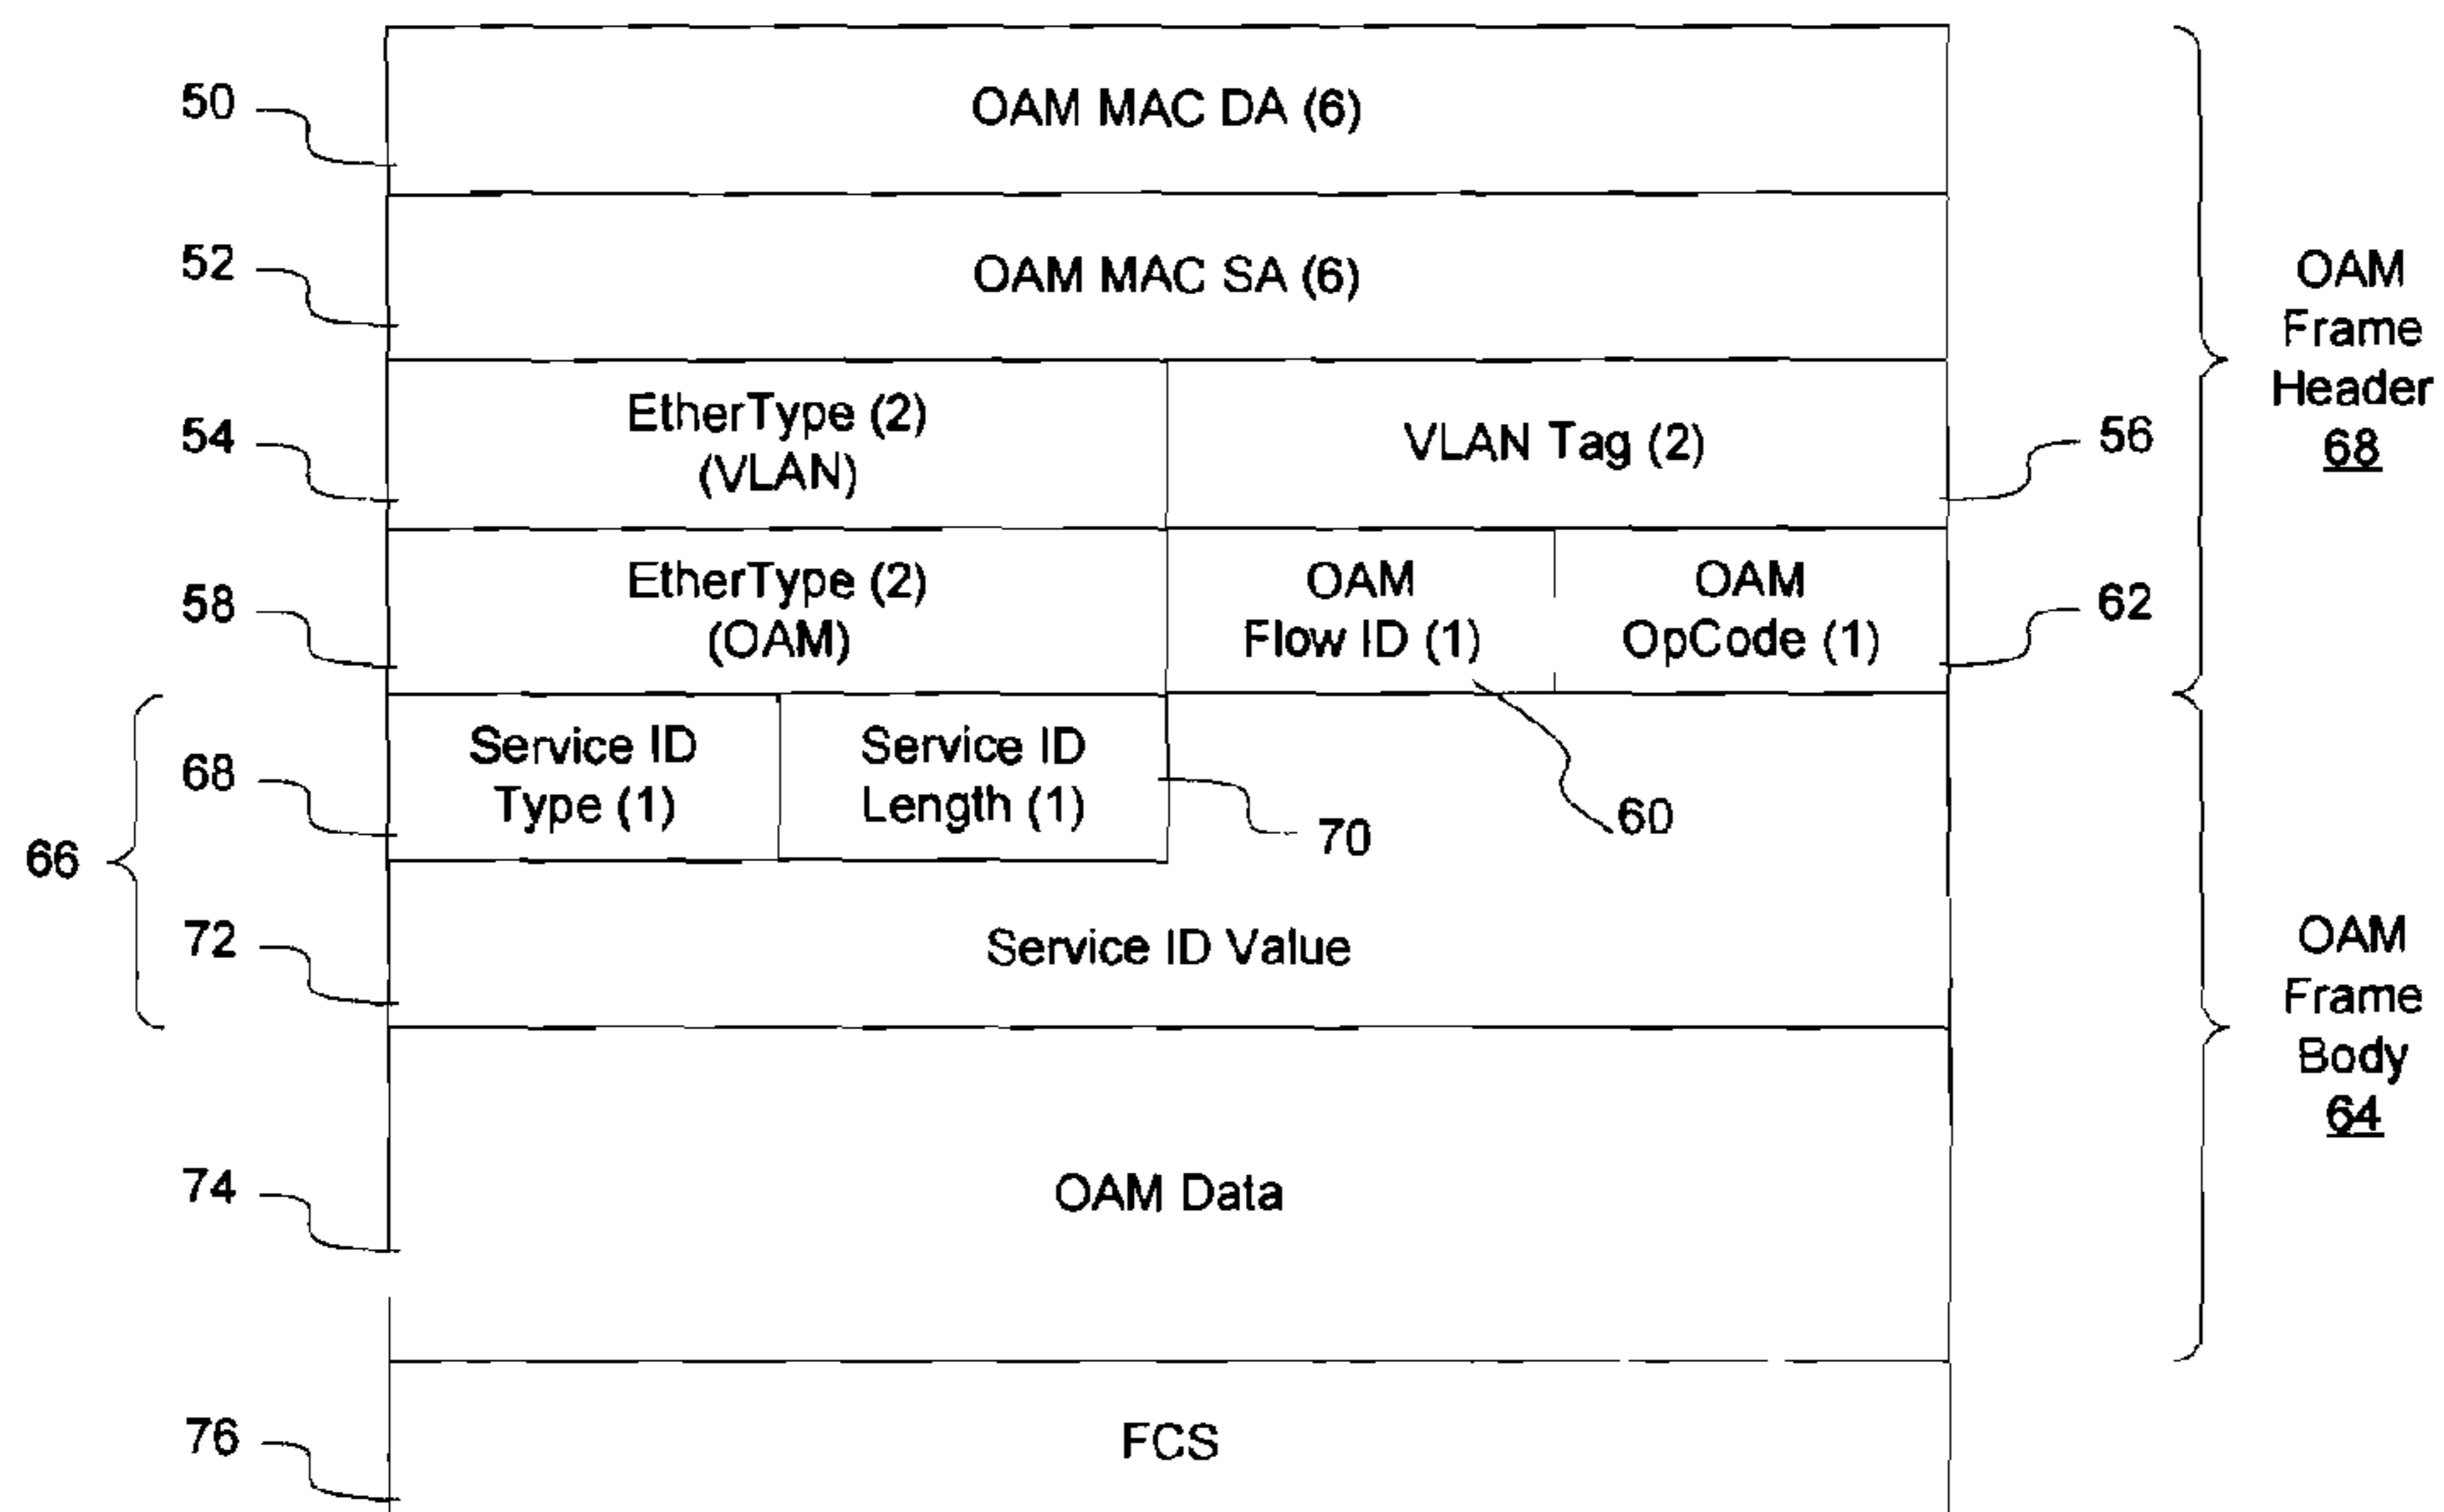 50
OAM MAC DA (6)
52
OAM MAC SA (6)
OAM
Frame
Header
68
54
EtherType (2)
(VLAN)
VLAN Tag (2)
56
58
EtherType (2)
(OAM)
OAM
Flow ID (1)
OAM
OpCode (1)
62
66
68
Service ID
Type (1)
Service ID
Length (1)
70
60
72
Service ID Value
OAM
Frame
Body
64
74
OAM Data
76
FCS